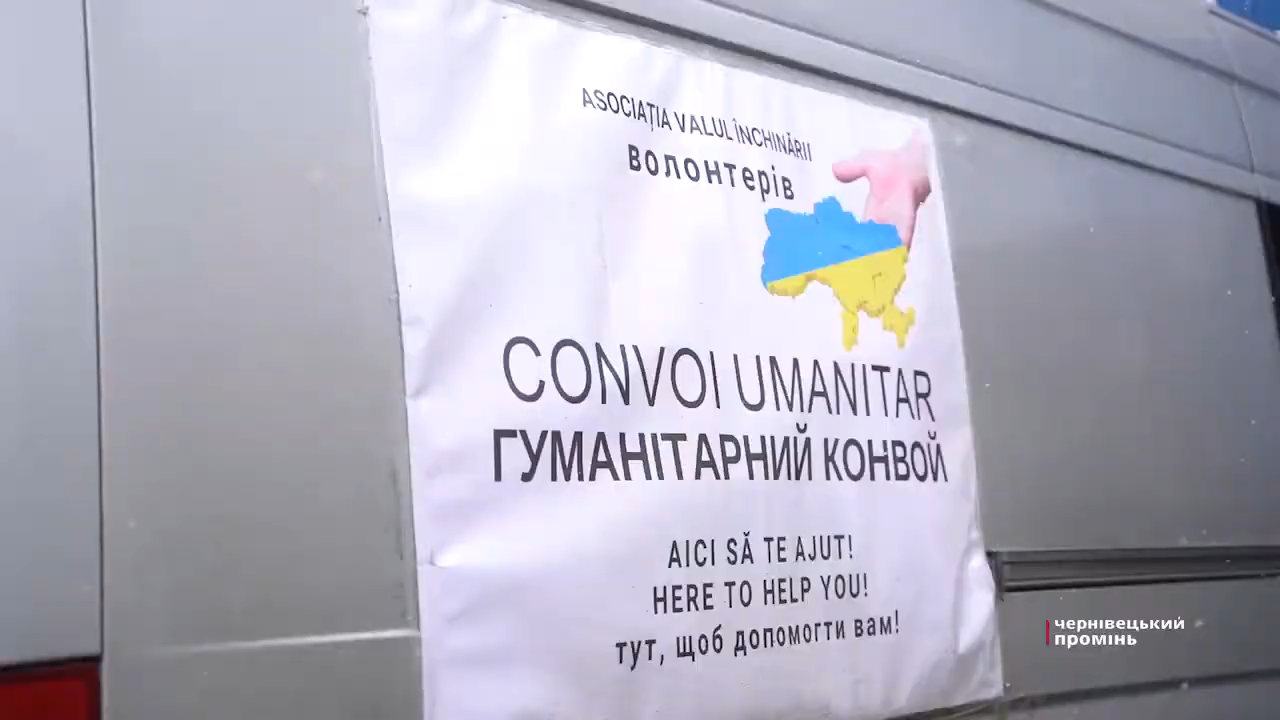 ASOCIAȚIA VALUL ÎNCHINĂRII
волонтерів
CONVOI UMANITAR
ГУМАНІТАРНИЙ КОНВОЙ
AICI SĂ TE AJUT!
HERE TO HELP YOU!
тут, щоб допомогти вам!
чернівецький
промінь